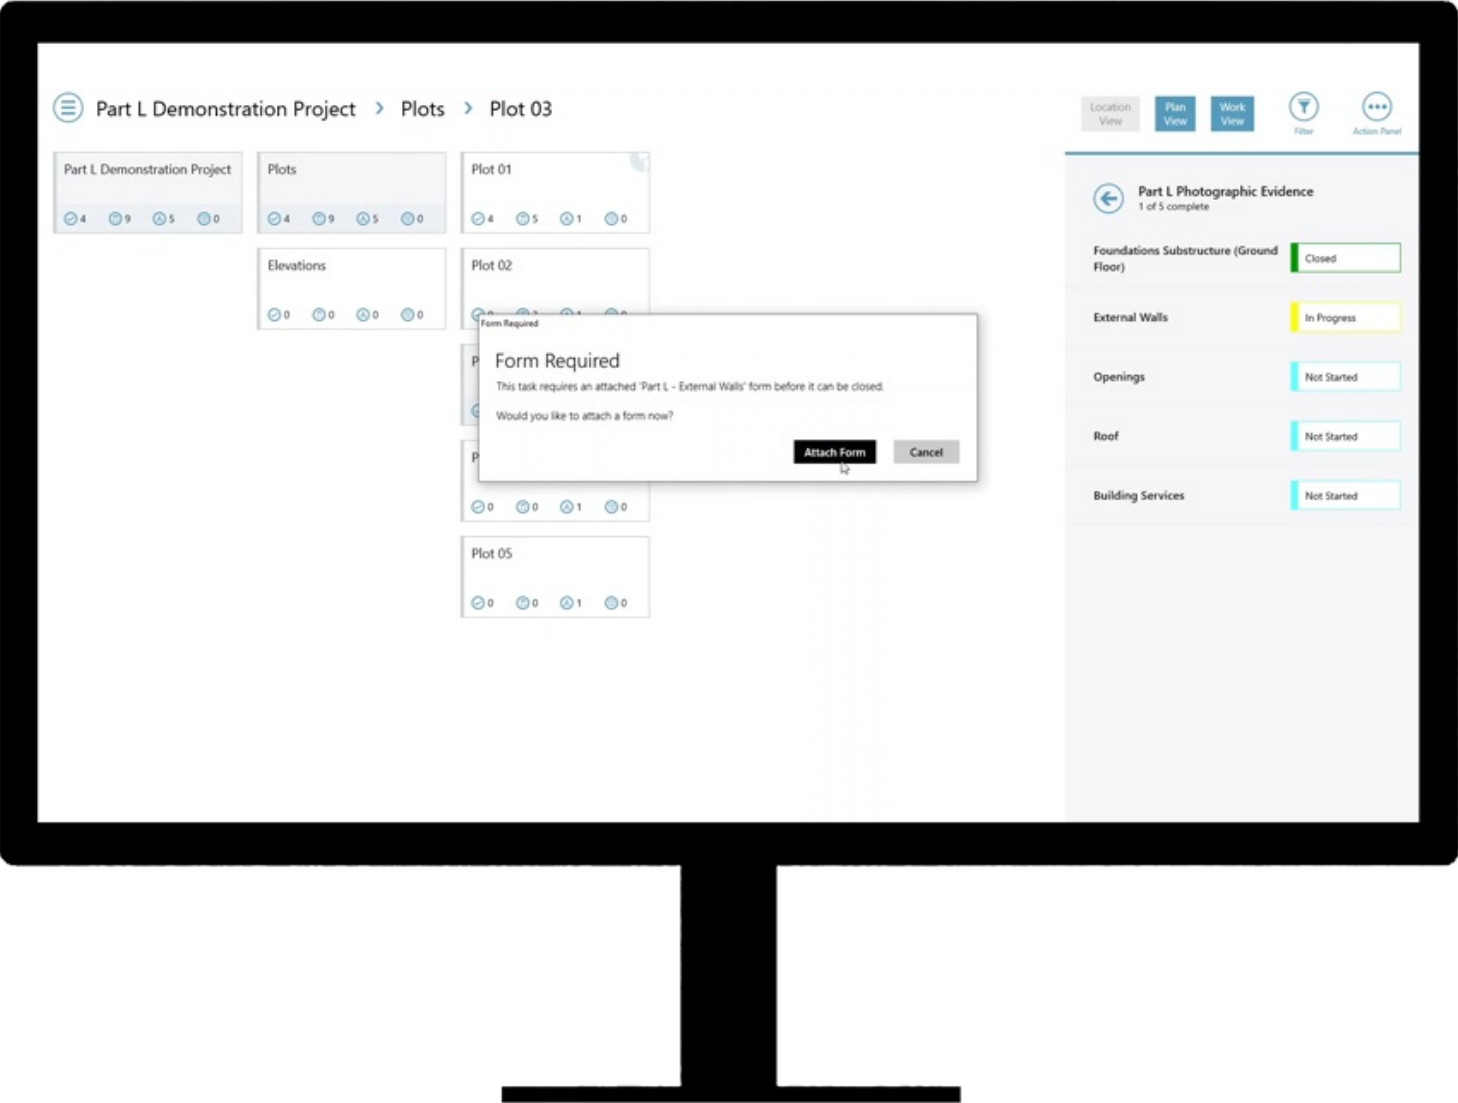 Part L Demonstration Project > Plots > Plot 03
Location View
Plan View
Work View
Filter
Action Panel
Part L Demonstration Project
4 9 5 0
Plots
4 9 5 0
Plot 01
4 5 1 0
Elevations
0 0 0 0
Plot 02
P
P
0 0 1 0
Plot 05
0 0 1 0
Form Required
Form Required
This task requires an attached 'Part L - External Walls' form before it can be closed.
Would you like to attach a form now?
Attach Form
Cancel
Part L Photographic Evidence
1 of 5 complete
Foundations Substructure (Ground
Floor)
Closed
External Walls
In Progress
Openings
Not Started
Roof
Not Started
Building Services
Not Started